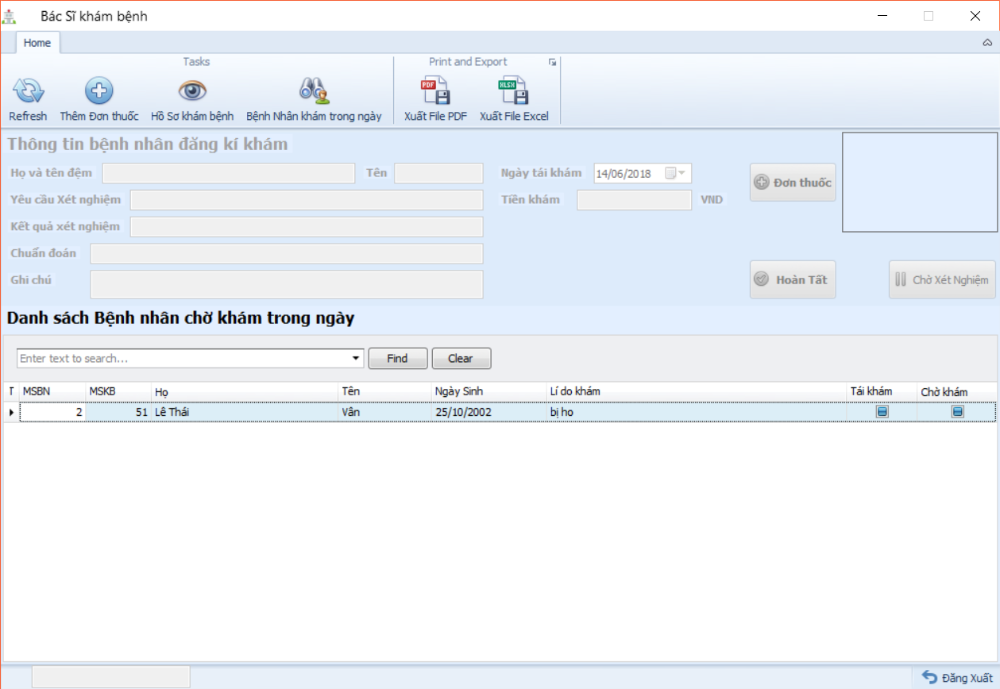 Bác Sĩ khám bệnh
Home
Tasks
Print and Export
Refresh
Thêm Đơn thuốc
Hồ Sơ khám bệnh
Bệnh Nhân khám trong ngày
PDF
Xuất File PDF
XLSX
Xuất File Excel
Thông tin bệnh nhân đăng kí khám
Họ và tên đệm
Tên
Ngày tái khám
14/06/2018
Đơn thuốc
Yêu cầu Xét nghiệm
Tiền khám
VND
Kết quả xét nghiệm
Chuẩn đoán
Ghi chú
Hoàn Tất
Chờ Xét Nghiệm
Danh sách Bệnh nhân chờ khám trong ngày
Enter text to search...
Find
Clear
T MSBN MSKB Họ Tên Ngày Sinh Lí do khám Tái khám Chờ khám
2 51 Lê Thái Vân 25/10/2002 bị ho
Đăng Xuất